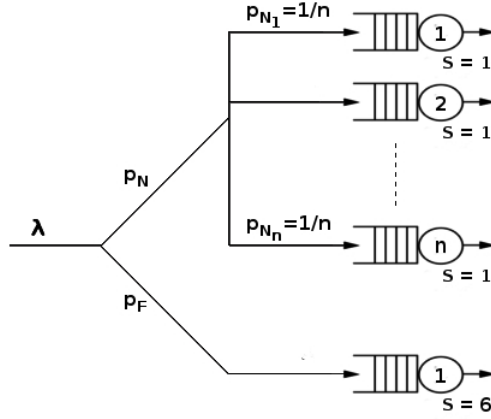 p_N₁=1/n
1
S = 1
2
S = 1
p_N
λ
p_Nₙ=1/n
n
S = 1
p_F
1
S = 6